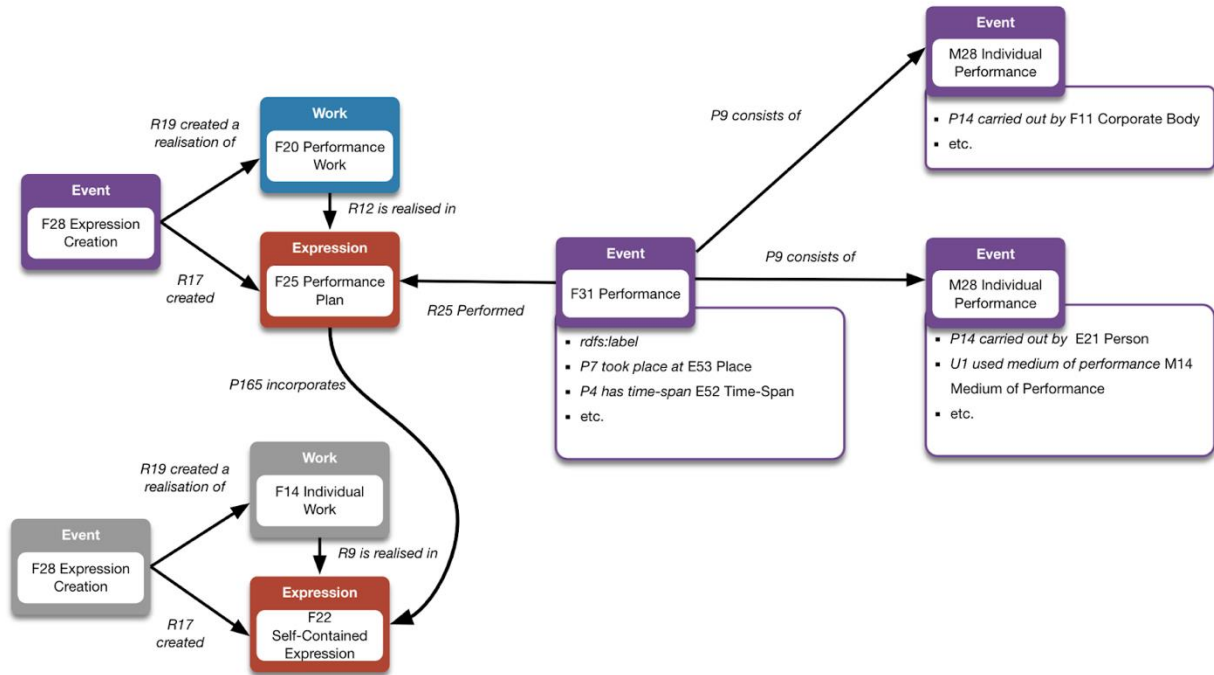 Event
M28 Individual
Performance
▪ P14 carried out by F11 Corporate Body
▪ etc.
P9 consists of
Work
F20 Performance
Work
R19 created a
realisation of
Event
F28 Expression
Creation
R12 is realised in
R17
created
Expression
F25 Performance
Plan
R25 Performed
Event
F31 Performance
▪ rdfs:label
▪ P7 took place at E53 Place
▪ P4 has time-span E52 Time-Span
▪ etc.
P9 consists of
Event
M28 Individual
Performance
▪ P14 carried out by E21 Person
▪ U1 used medium of performance M14
Medium of Performance
▪ etc.
P165 incorporates
Work
F14 Individual
Work
R19 created a
realisation of
Event
F28 Expression
Creation
R9 is realised in
R17
created
Expression
F22
Self-Contained
Expression